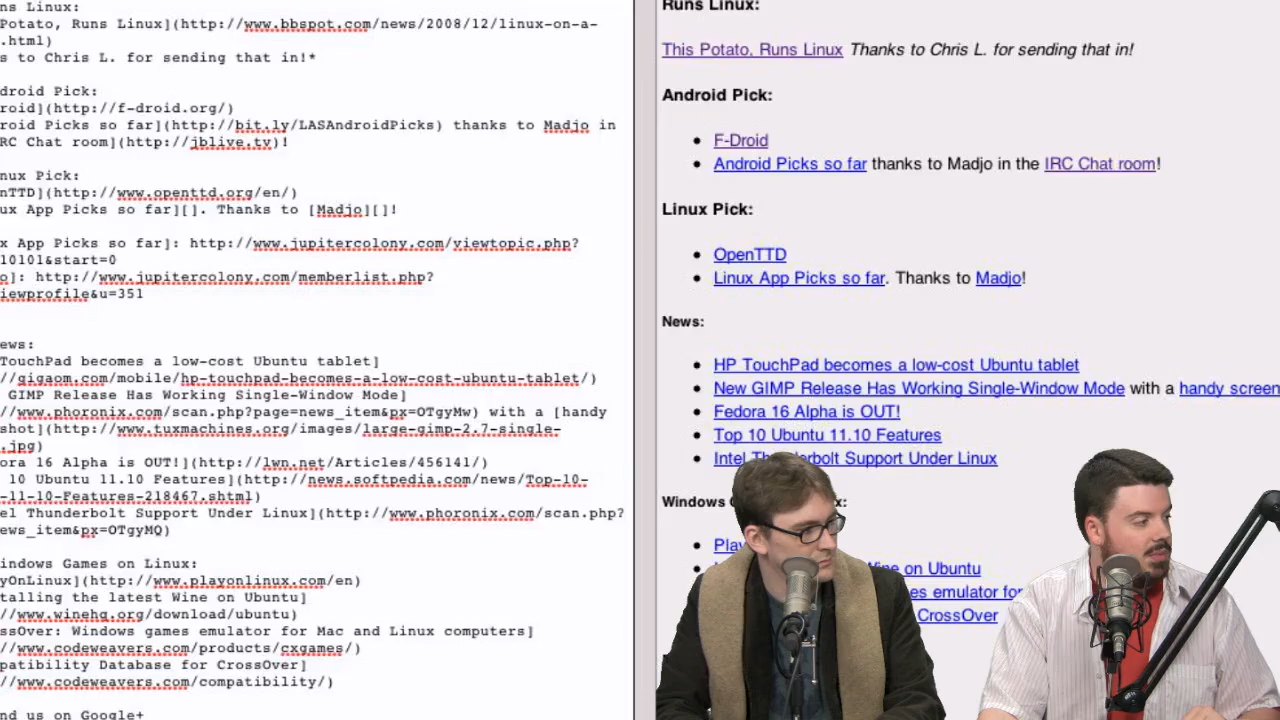 ns Linux:
Potato, Runs Linux](http://www.bbspot.com/news/2008/12/linux-on-a-
.html)
s to Chris L. for sending that in!*
droid Pick:
roid](http://f-droid.org/)
roid Picks so far](http://bit.ly/LASAndroidPicks) thanks to Madjo in
RC Chat room](http://jblive.tv)!
nux Pick:
nTTD](http://www.openttd.org/en/)
ux App Picks so far][]. Thanks to [Madjo][]!
x App Picks so far]: http://www.jupitercolony.com/viewtopic.php?
10101&start=0
o]: http://www.jupitercolony.com/memberlist.php?
iewprofile&u=351
ews:
TouchPad becomes a low-cost Ubuntu tablet]
//gigaom.com/mobile/hp-touchpad-becomes-a-low-cost-ubuntu-tablet/)
GIMP Release Has Working Single-Window Mode]
//www.phoronix.com/scan.php?page=news_item&px=OTgyMw) with a [handy
shot](http://www.tuxmachines.org/images/large-gimp-2.7-single-
.jpg)
ora 16 Alpha is OUT!](http://lwn.net/Articles/456141/)
10 Ubuntu 11.10 Features](http://news.softpedia.com/news/Top-10-
-11-10-Features-218467.shtml)
el Thunderbolt Support Under Linux](http://www.phoronix.com/scan.php?
ews_item&px=OTgyMQ)
indows Games on Linux:
yOnLinux](http://www.playonlinux.com/en)
talling the latest Wine on Ubuntu]
//www.winehq.org/download/ubuntu)
ssOver: Windows games emulator for Mac and Linux computers]
//www.codeweavers.com/products/cxgames/)
patibility Database for CrossOver]
//www.codeweavers.com/compatibility/)
nd us on Google+
Runs Linux:
This Potato, Runs Linux Thanks to Chris L. for sending that in!
Android Pick:
F-Droid
Android Picks so far thanks to Madjo in the IRC Chat room!
Linux Pick:
OpenTTD
Linux App Picks so far. Thanks to Madjo!
News:
HP TouchPad becomes a low-cost Ubuntu tablet
New GIMP Release Has Working Single-Window Mode with a handy screen
Fedora 16 Alpha is OUT!
Top 10 Ubuntu 11.10 Features
Intel Thunderbolt Support Under Linux
Windows
Pla
Wine on Ubuntu
es emulator for
CrossOver